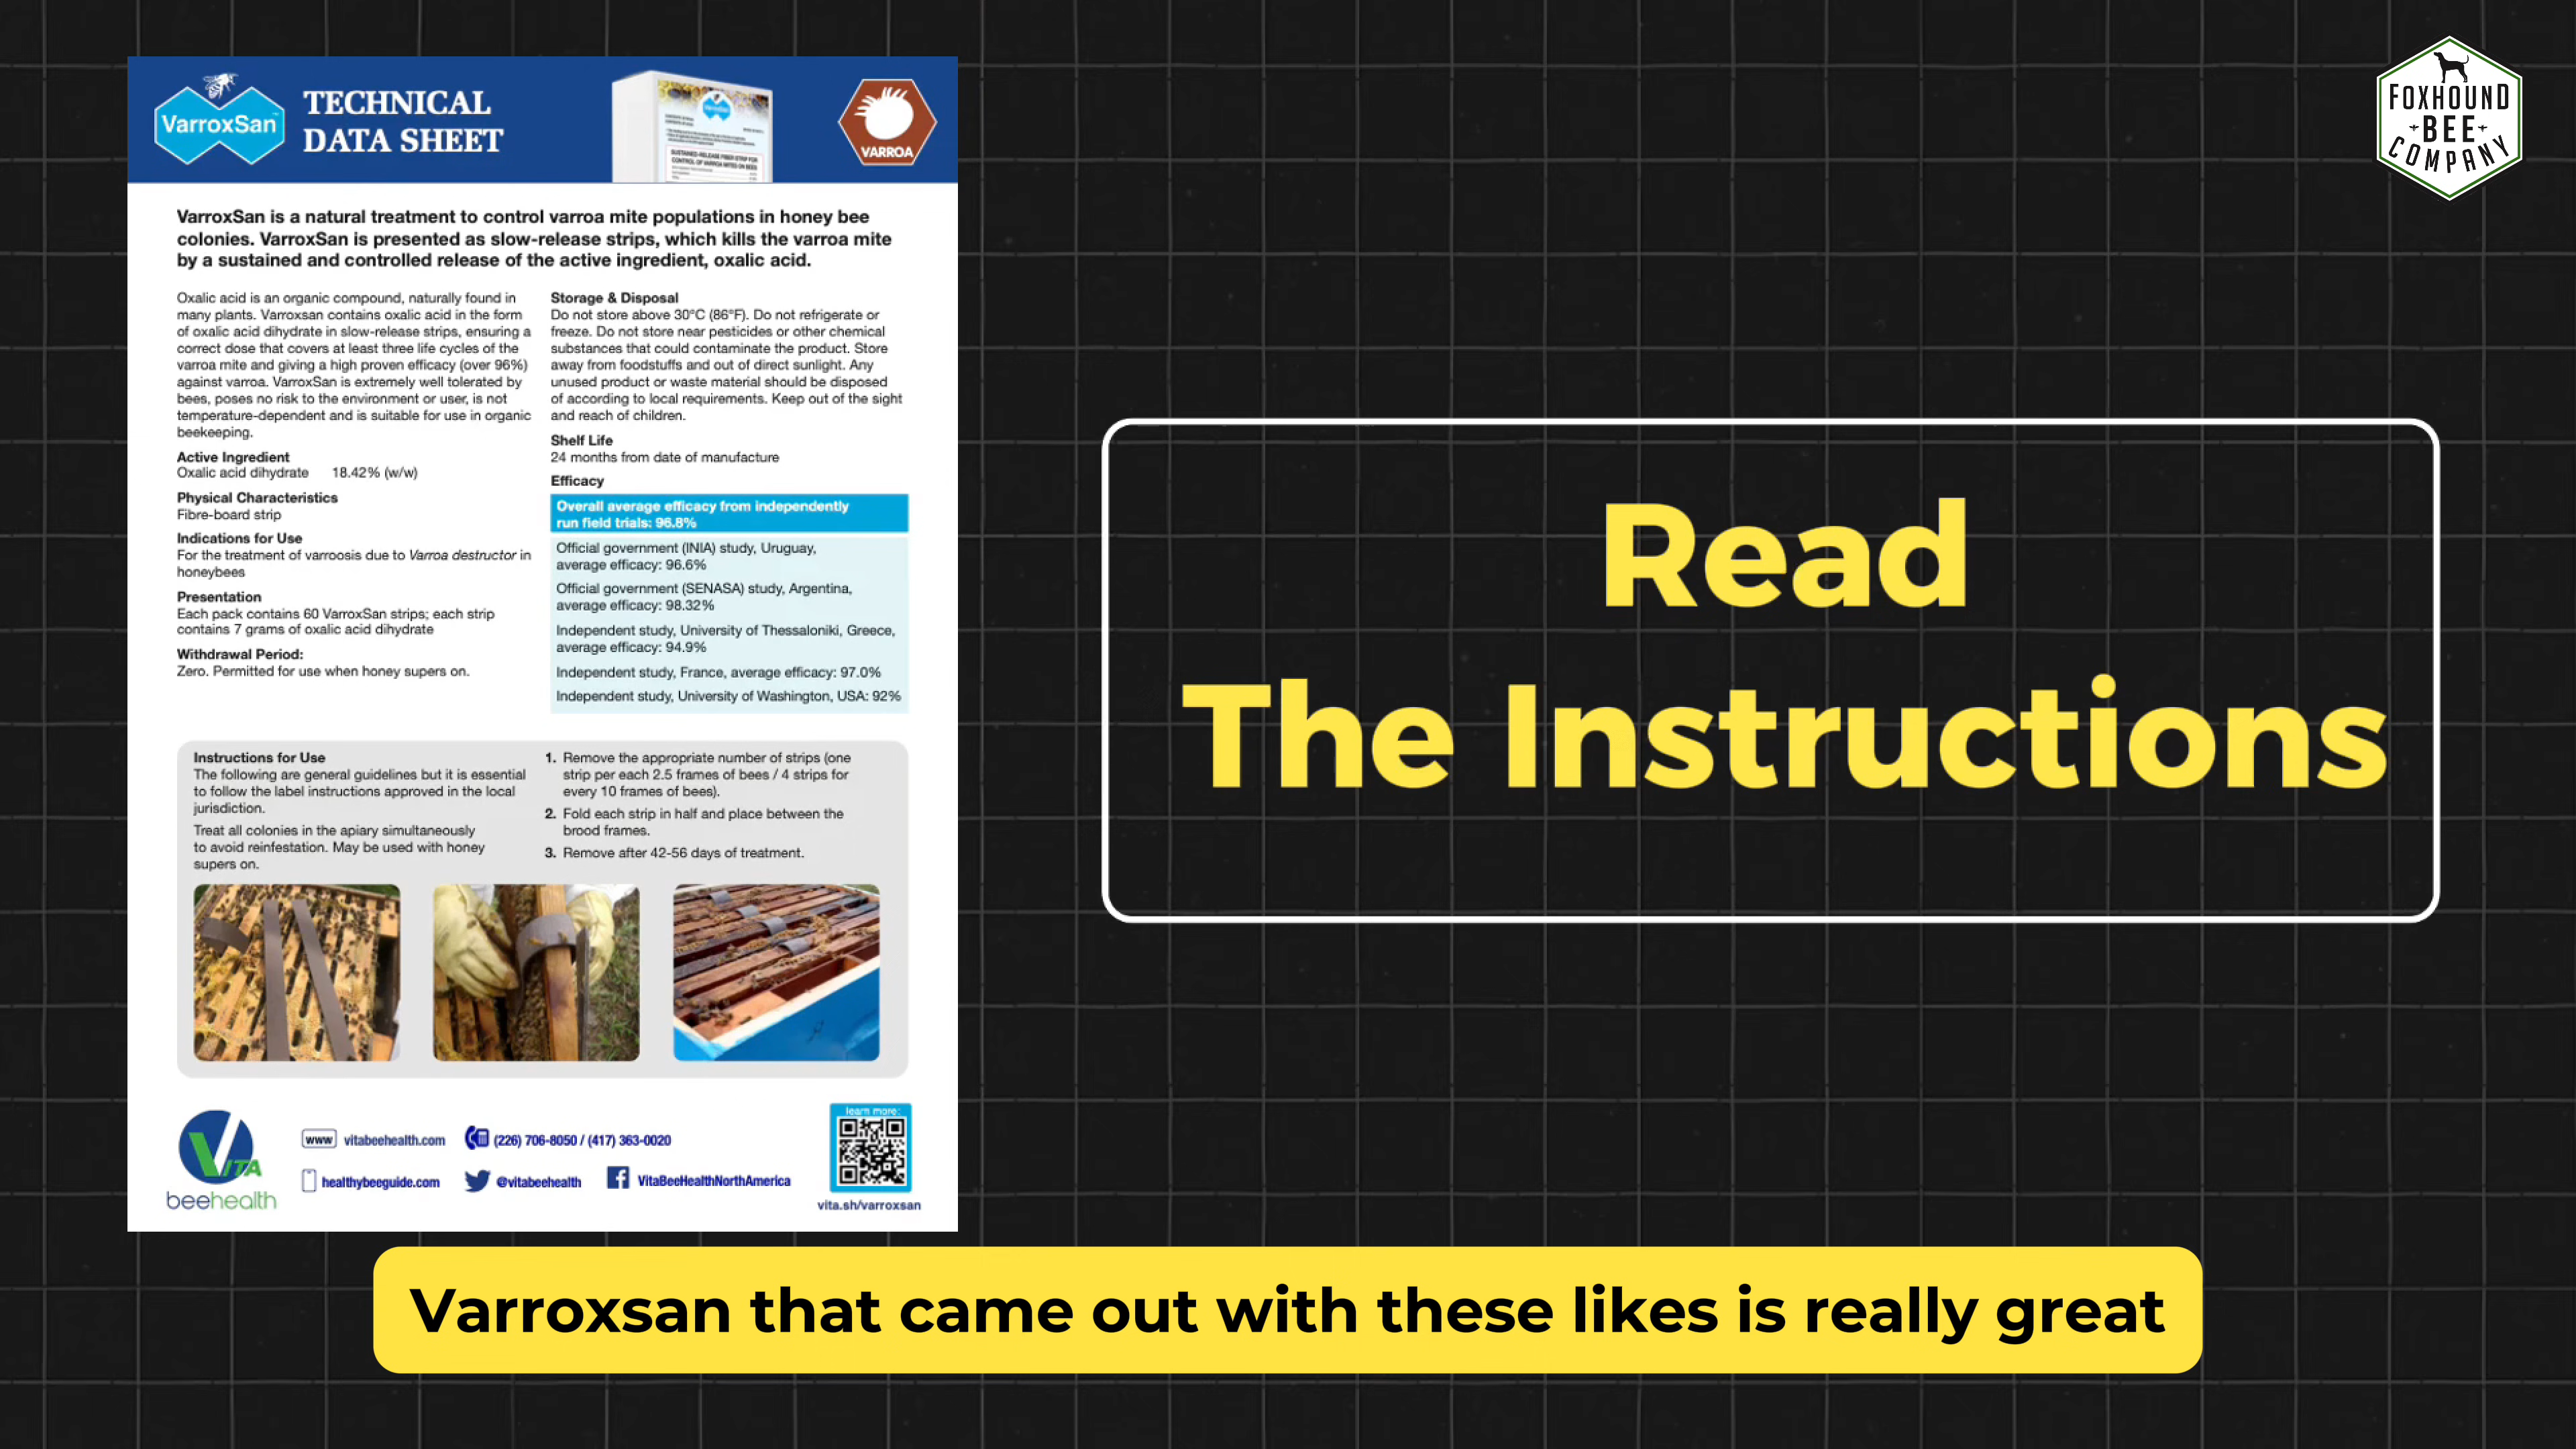 VarroxSan
TECHNICAL
DATA SHEET
VarroxSan
SUSTAINED-RELEASE FIBER STRIP FOR
CONTROL OF VARROA MITES ON BEES
VARROA
FOXHOUND
BEE
COMPANY
VarroxSan is a natural treatment to control varroa mite populations in honey bee
colonies. VarroxSan is presented as slow-release strips, which kills the varroa mite
by a sustained and controlled release of the active ingredient, oxalic acid.
Oxalic acid is an organic compound, naturally found in
many plants. Varroxsan contains oxalic acid in the form
of oxalic acid dihydrate in slow-release strips, ensuring a
correct dose that covers at least three life cycles of the
varroa mite and giving a high proven efficacy (over 96%)
against varroa. VarroxSan is extremely well tolerated by
bees, poses no risk to the environment or user, is not
temperature-dependent and is suitable for use in organic
beekeeping.
Active Ingredient
Oxalic acid dihydrate 18.42% (w/w)
Physical Characteristics
Fibre-board strip
Indications for Use
For the treatment of varroosis due to Varroa destructor in
honeybees
Presentation
Each pack contains 60 VarroxSan strips; each strip
contains 7 grams of oxalic acid dihydrate
Withdrawal Period:
Zero. Permitted for use when honey supers on.
Storage & Disposal
Do not store above 30°C (86°F). Do not refrigerate or
freeze. Do not store near pesticides or other chemical
substances that could contaminate the product. Store
away from foodstuffs and out of direct sunlight. Any
unused product or waste material should be disposed
of according to local requirements. Keep out of the sight
and reach of children.
Shelf Life
24 months from date of manufacture
Efficacy
Overall average efficacy from independently
run field trials: 96.8%
Official government (INIA) study, Uruguay,
average efficacy: 96.6%
Official government (SENASA) study, Argentina,
average efficacy: 98.32%
Independent study, University of Thessaloniki, Greece,
average efficacy: 94.9%
Independent study, France, average efficacy: 97.0%
Independent study, University of Washington, USA: 92%
Instructions for Use
The following are general guidelines but it is essential
to follow the label instructions approved in the local
jurisdiction.
Treat all colonies in the apiary simultaneously
to avoid reinfestation. May be used with honey
supers on.
1. Remove the appropriate number of strips (one
strip per each 2.5 frames of bees / 4 strips for
every 10 frames of bees).
2. Fold each strip in half and place between the
brood frames.
3. Remove after 42-56 days of treatment.
VITA
beehealth
www vitabeehealth.com
(226) 706-8050 / (417) 363-0020
healthybeeguide.com
@vitabeehealth
VitaBeeHealthNorthAmerica
learn more:
vita.sh/varroxsan
Read
The Instructions
Varroxsan that came out with these likes is really great